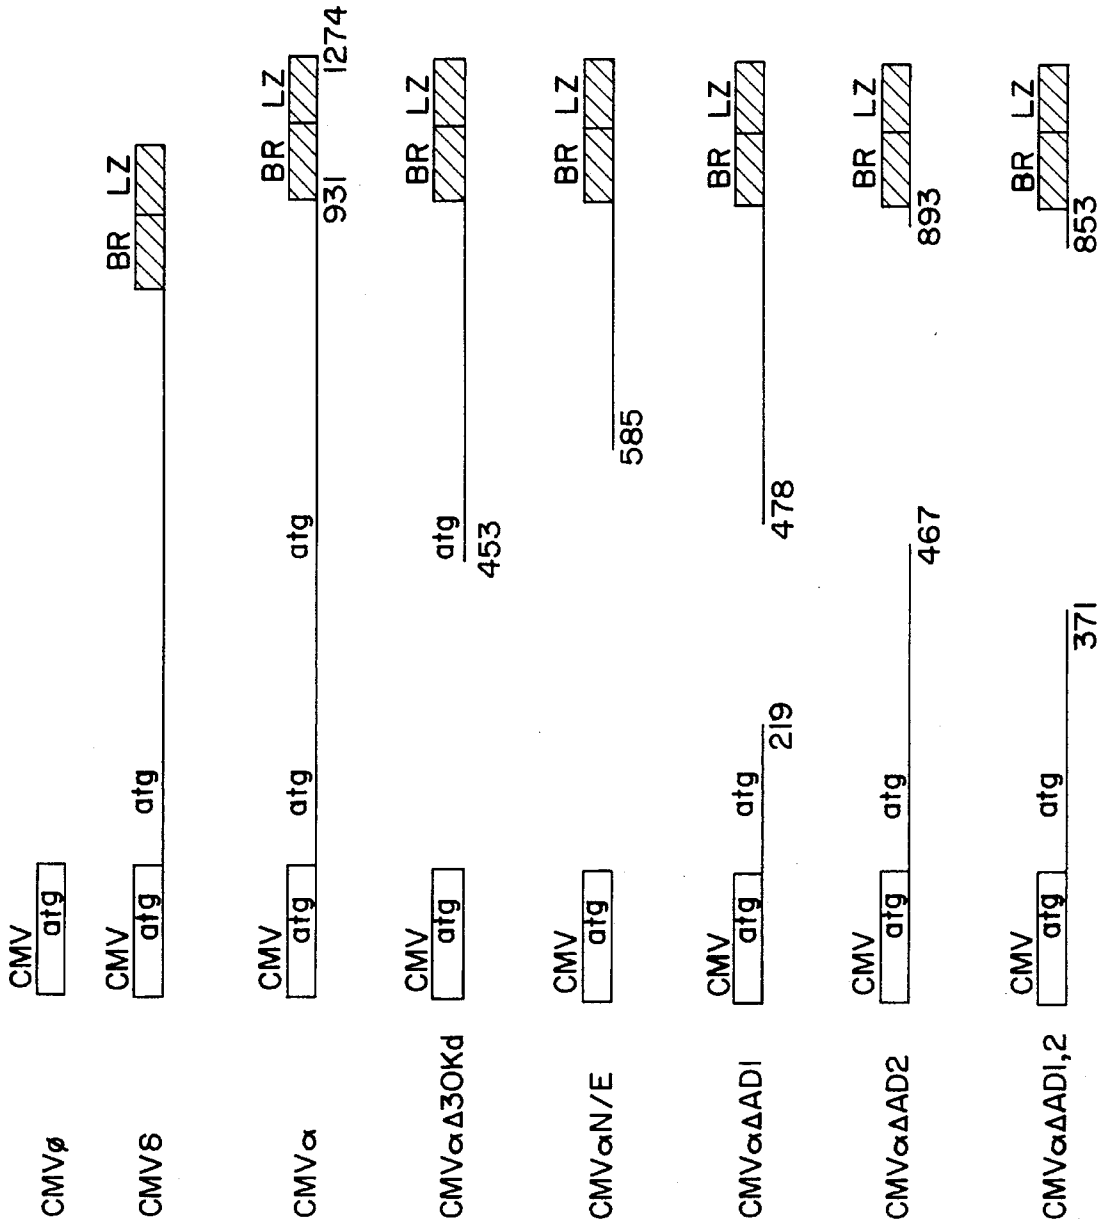 CMVø
CMV
atg
CMVδ
CMV
atg
atg
BR LZ
CMVα
CMV
atg
atg
atg
BR LZ
931 1274
CMVαΔ30Kd
CMV
atg
atg
453
BR LZ
CMVαN/E
CMV
atg
585
BR LZ
CMVαΔAD1
CMV
atg
atg
219
478
BR LZ
CMVαΔAD2
CMV
atg
atg
467
893
BR LZ
CMVαΔAD1,2
CMV
atg
atg
371
853
BR LZ